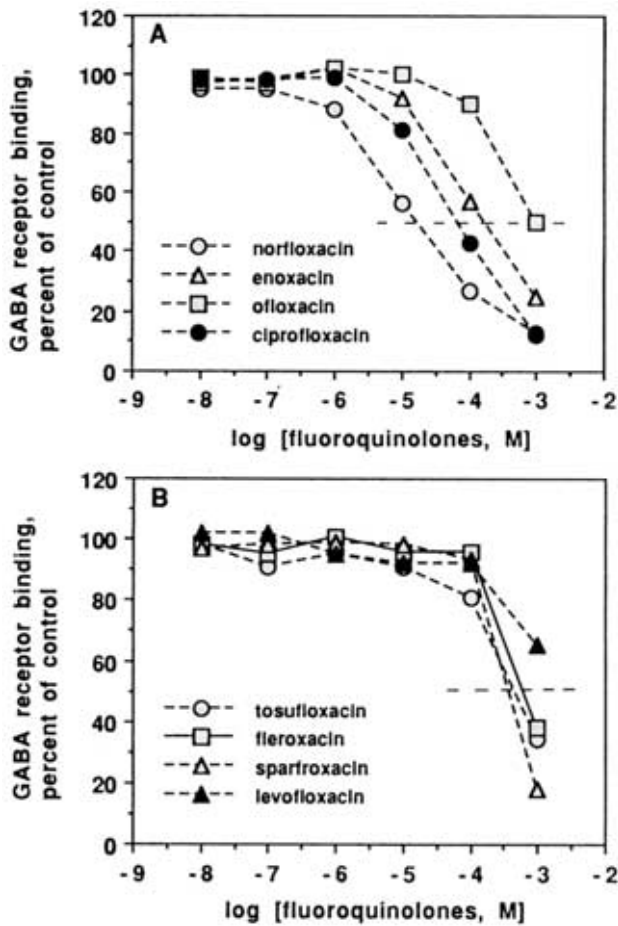 A
GABA receptor binding,
percent of control
120
100
80
60
40
20
0
norfloxacin
enoxacin
ofloxacin
ciprofloxacin
-9 -8 -7 -6 -5 -4 -3 -2
log [fluoroquinolones, M]
B
GABA receptor binding,
percent of control
120
100
80
60
40
20
0
tosufloxacin
fleroxacin
sparfroxacin
levofloxacin
-9 -8 -7 -6 -5 -4 -3 -2
log [fluoroquinolones, M]